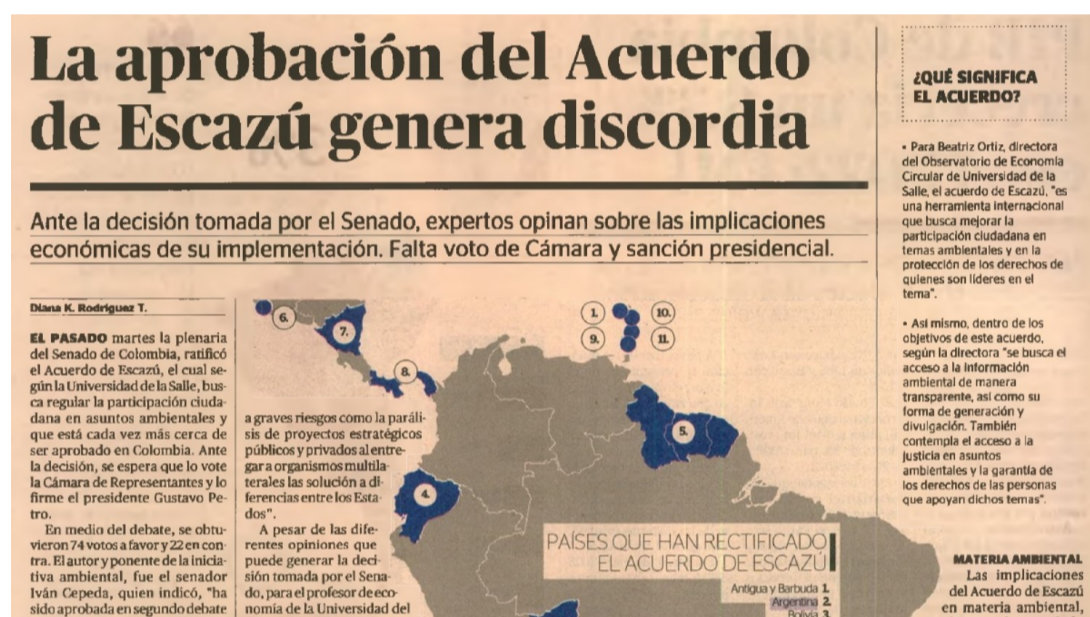 La aprobación del Acuerdo
de Escazú genera discordia
Ante la decisión tomada por el Senado, expertos opinan sobre las implicaciones
económicas de su implementación. Falta voto de Cámara y sanción presidencial.
Diana K. Rodríguez T.
EL PASADO martes la plenaria
del Senado de Colombia, ratificó
el Acuerdo de Escazú, el cual se-
gún la Universidad de la Salle, bus-
ca regular la participación ciuda-
dana en asuntos ambientales y
que está cada vez más cerca de
ser aprobado en Colombia. Ante
la decisión, se espera que lo vote
la Cámara de Representantes y lo
firme el presidente Gustavo Pe-
tro.
En medio del debate, se obtu-
vieron 74 votos a favor y 22 en con-
tra. El autor y ponente de la inicia-
tiva ambiental, fue el senador
Iván Cepeda, quien indicó, "ha
sido aprobada en segundo debate
a graves riesgos como la paráli-
sis de proyectos estratégicos
públicos y privados al entre-
gar a organismos multila-
terales las solución a di-
ferencias entre los Esta-
dos".
A pesar de las dife-
rentes opiniones que
puede generar la deci-
sión tomada por el Sena-
do, para el profesor de eco-
nomía de la Universidad del
6.
7.
8.
1.
10.
9.
11.
5.
4.
PAÍSES QUE HAN RECTIFICADO
EL ACUERDO DE ESCAZÚ
Antigua y Barbuda 1.
Argentina 2.
Bolivia 3.
¿QUÉ SIGNIFICA
EL ACUERDO?
• Para Beatriz Ortiz, directora
del Observatorio de Economía
Circular de Universidad de la
Salle, el acuerdo de Escazú, "es
una herramienta internacional
que busca mejorar la
participación ciudadana en
temas ambientales y en la
protección de los derechos de
quienes son líderes en el
tema".
• Así mismo, dentro de los
objetivos de este acuerdo,
según la directora "se busca el
acceso a la información
ambiental de manera
transparente, así como su
forma de generación y
divulgación. También
contempla el acceso a la
justicia en asuntos
ambientales y la garantía de
los derechos de las personas
que apoyan dichos temas".
MATERIA AMBIENTAL
Las implicaciones
del Acuerdo de Escazú
en materia ambiental,